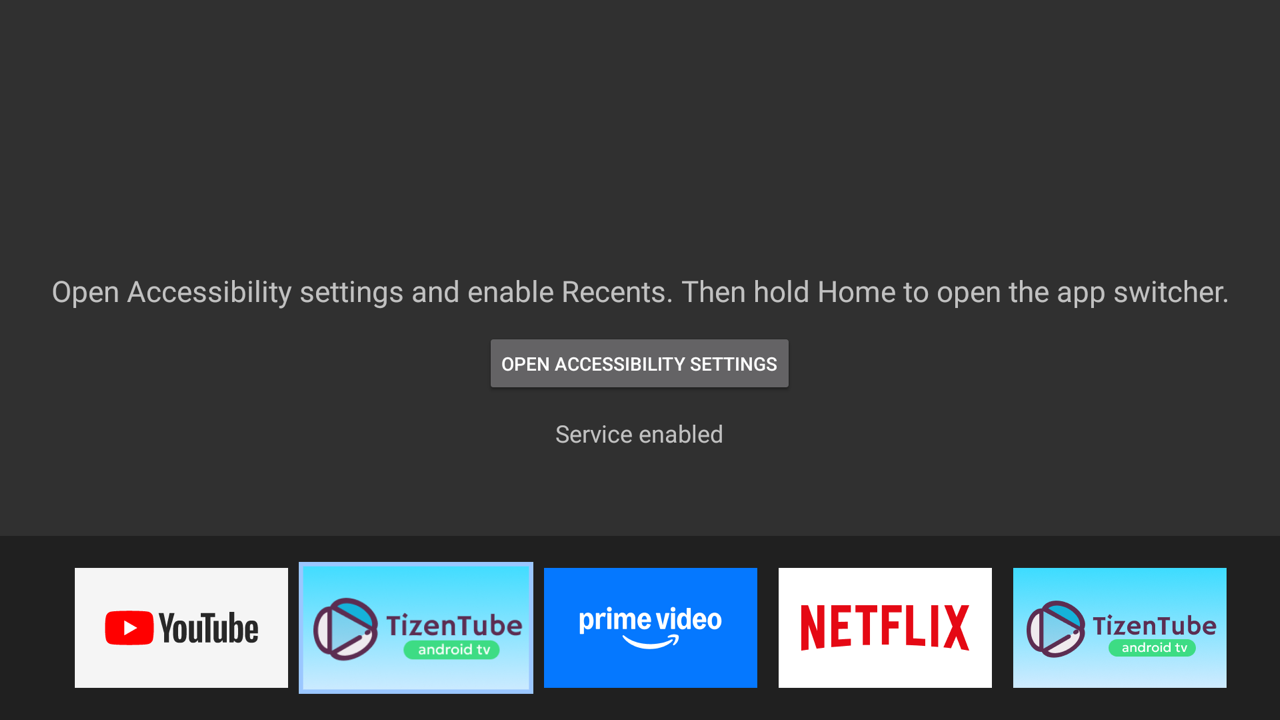 Open Accessibility settings and enable Recents. Then hold Home to open the app switcher.
OPEN ACCESSIBILITY SETTINGS
Service enabled
YouTube
TizenTube
android tv
prime video
NETFLIX
TizenTube
android tv